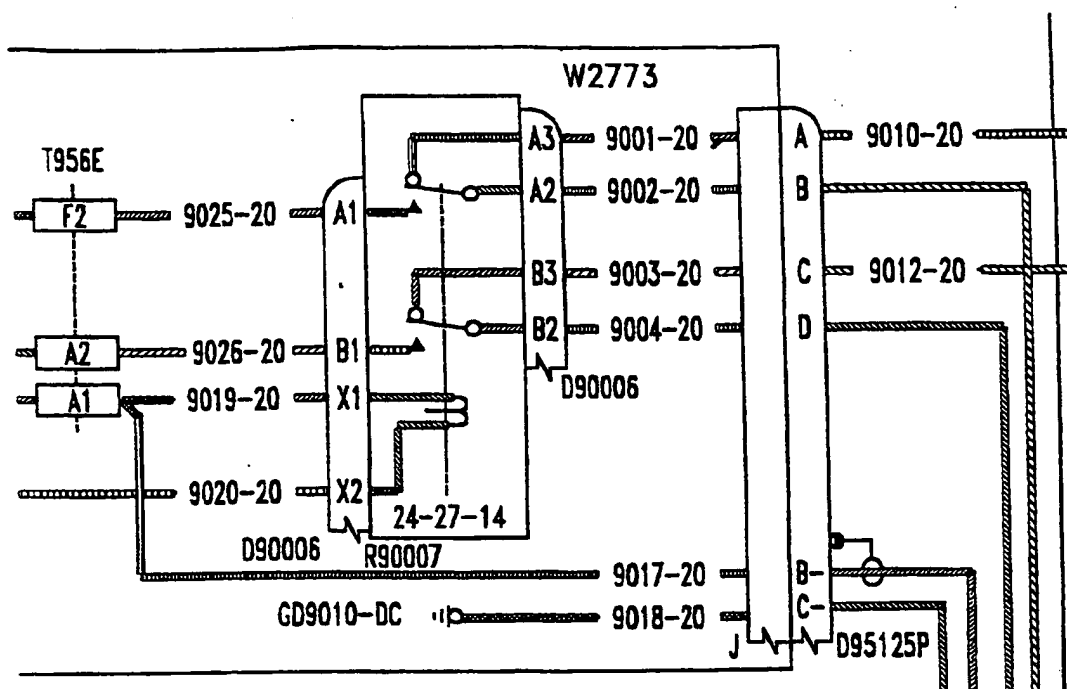 W2773
T956E
A3 9001-20 A 9010-20
A2 9002-20 B
F2 9025-20 A1
B3 9003-20 C 9012-20
B2 9004-20 D
A2 9026-20 B1
D90006
A1 9019-20 X1
9020-20 X2
24-27-14
D90006 R90007
9017-20 B-
GD9010-DC 9018-20 C-
J D95125P